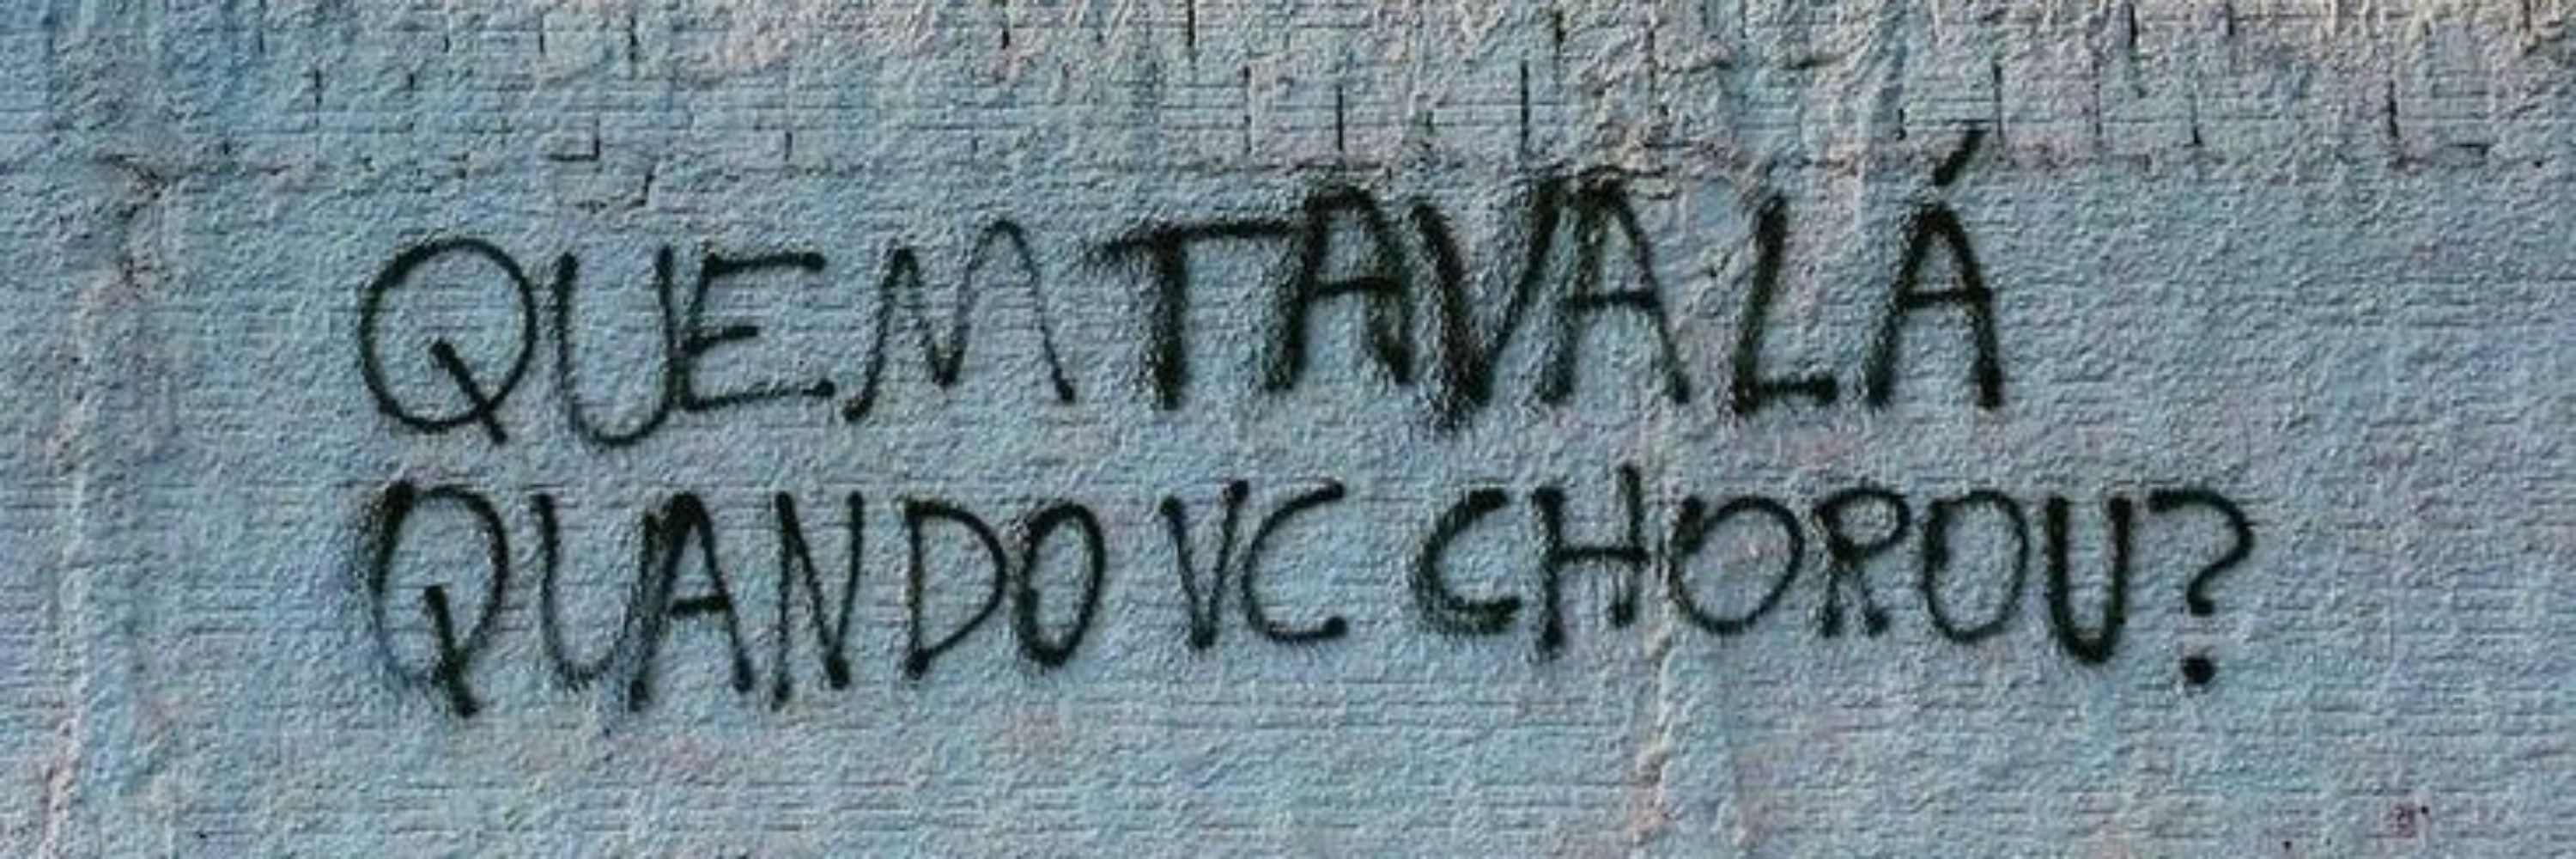 QUEM TAVA LÁ
QUANDO VC CHOROU?